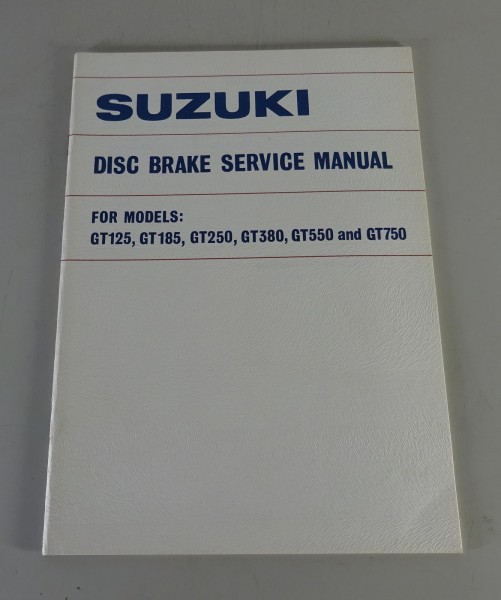 SUZUKI
DISC BRAKE SERVICE MANUAL
FOR MODELS:
GT125, GT185, GT250, GT380, GT550 and GT750